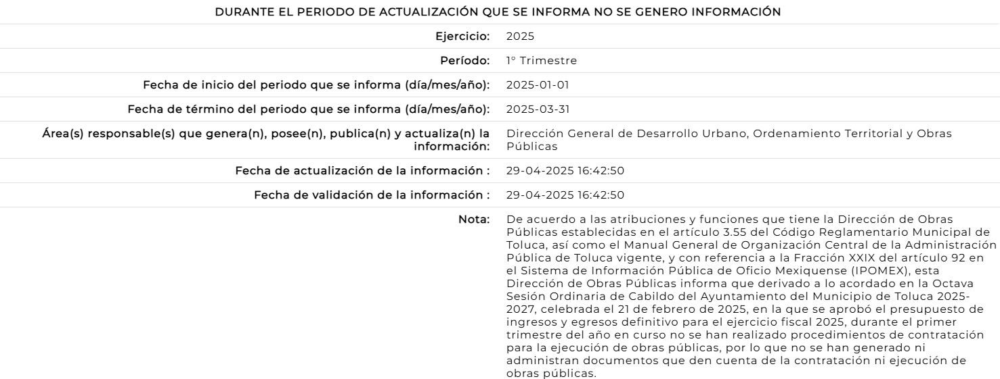 DURANTE EL PERIODO DE ACTUALIZACIÓN QUE SE INFORMA NO SE GENERO INFORMACIÓN
Ejercicio: 2025
Período: 1° Trimestre
Fecha de inicio del periodo que se informa (día/mes/año): 2025-01-01
Fecha de término del periodo que se informa (día/mes/año): 2025-03-31
Área(s) responsable(s) que genera(n), posee(n), publica(n) y actualiza(n) la
información:
Dirección General de Desarrollo Urbano, Ordenamiento Territorial y Obras
Públicas
Fecha de actualización de la información : 29-04-2025 16:42:50
Fecha de validación de la información : 29-04-2025 16:42:50
Nota: De acuerdo a las atribuciones y funciones que tiene la Dirección de Obras
Públicas establecidas en el artículo 3.55 del Código Reglamentario Municipal de
Toluca, así como el Manual General de Organización Central de la Administración
Pública de Toluca vigente, y con referencia a la Fracción XXIX del artículo 92 en
el Sistema de Información Pública de Oficio Mexiquense (IPOMEX), esta
Dirección de Obras Públicas informa que derivado a lo acordado en la Octava
Sesión Ordinaria de Cabildo del Ayuntamiento del Municipio de Toluca 2025-
2027, celebrada el 21 de febrero de 2025, en la que se aprobó el presupuesto de
ingresos y egresos definitivo para el ejercicio fiscal 2025, durante el primer
trimestre del año en curso no se han realizado procedimientos de contratación
para la ejecución de obras públicas, por lo que no se han generado ni
administran documentos que den cuenta de la contratación ni ejecución de
obras públicas.